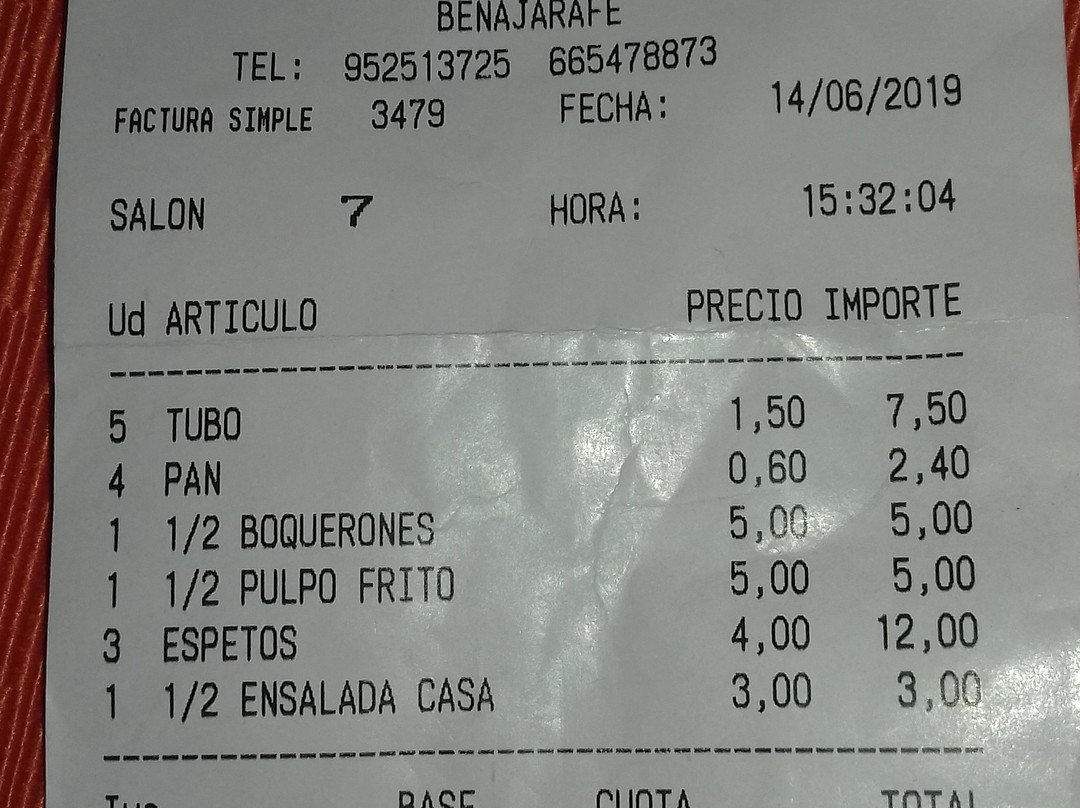 BENAJARAFE
TEL: 952513725 665478873
FACTURA SIMPLE 3479 FECHA: 14/06/2019
SALON 7 HORA: 15:32:04
Ud ARTICULO PRECIO IMPORTE
5 TUBO 1,50 7,50
4 PAN 0,60 2,40
1 1/2 BOQUERONES 5,00 5,00
1 1/2 PULPO FRITO 5,00 5,00
3 ESPETOS 4,00 12,00
1 1/2 ENSALADA CASA 3,00 3,00
BASE CUOTA TOTAL